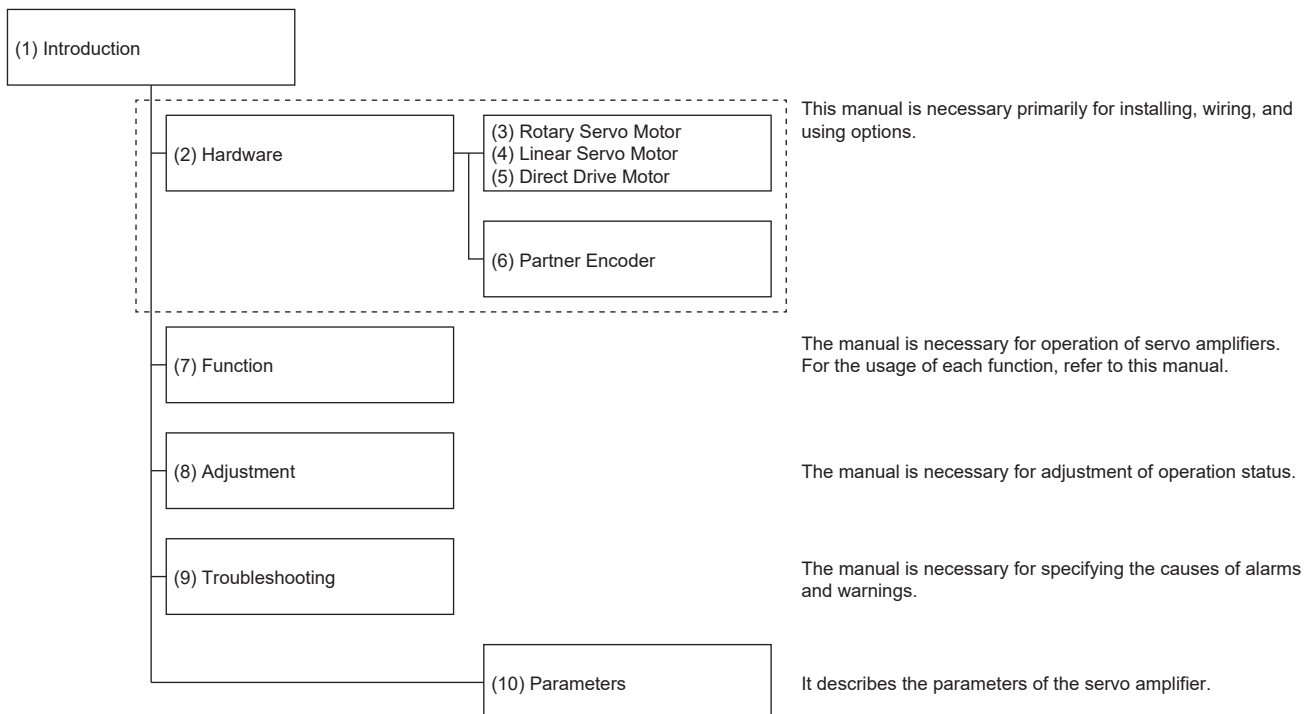 (1) Introduction
This manual is necessary primarily for installing, wiring, and
using options.
(2) Hardware
(3) Rotary Servo Motor
(4) Linear Servo Motor
(5) Direct Drive Motor
(6) Partner Encoder
(7) Function
The manual is necessary for operation of servo amplifiers.
For the usage of each function, refer to this manual.
(8) Adjustment
The manual is necessary for adjustment of operation status.
(9) Troubleshooting
The manual is necessary for specifying the causes of alarms
and warnings.
(10) Parameters
It describes the parameters of the servo amplifier.